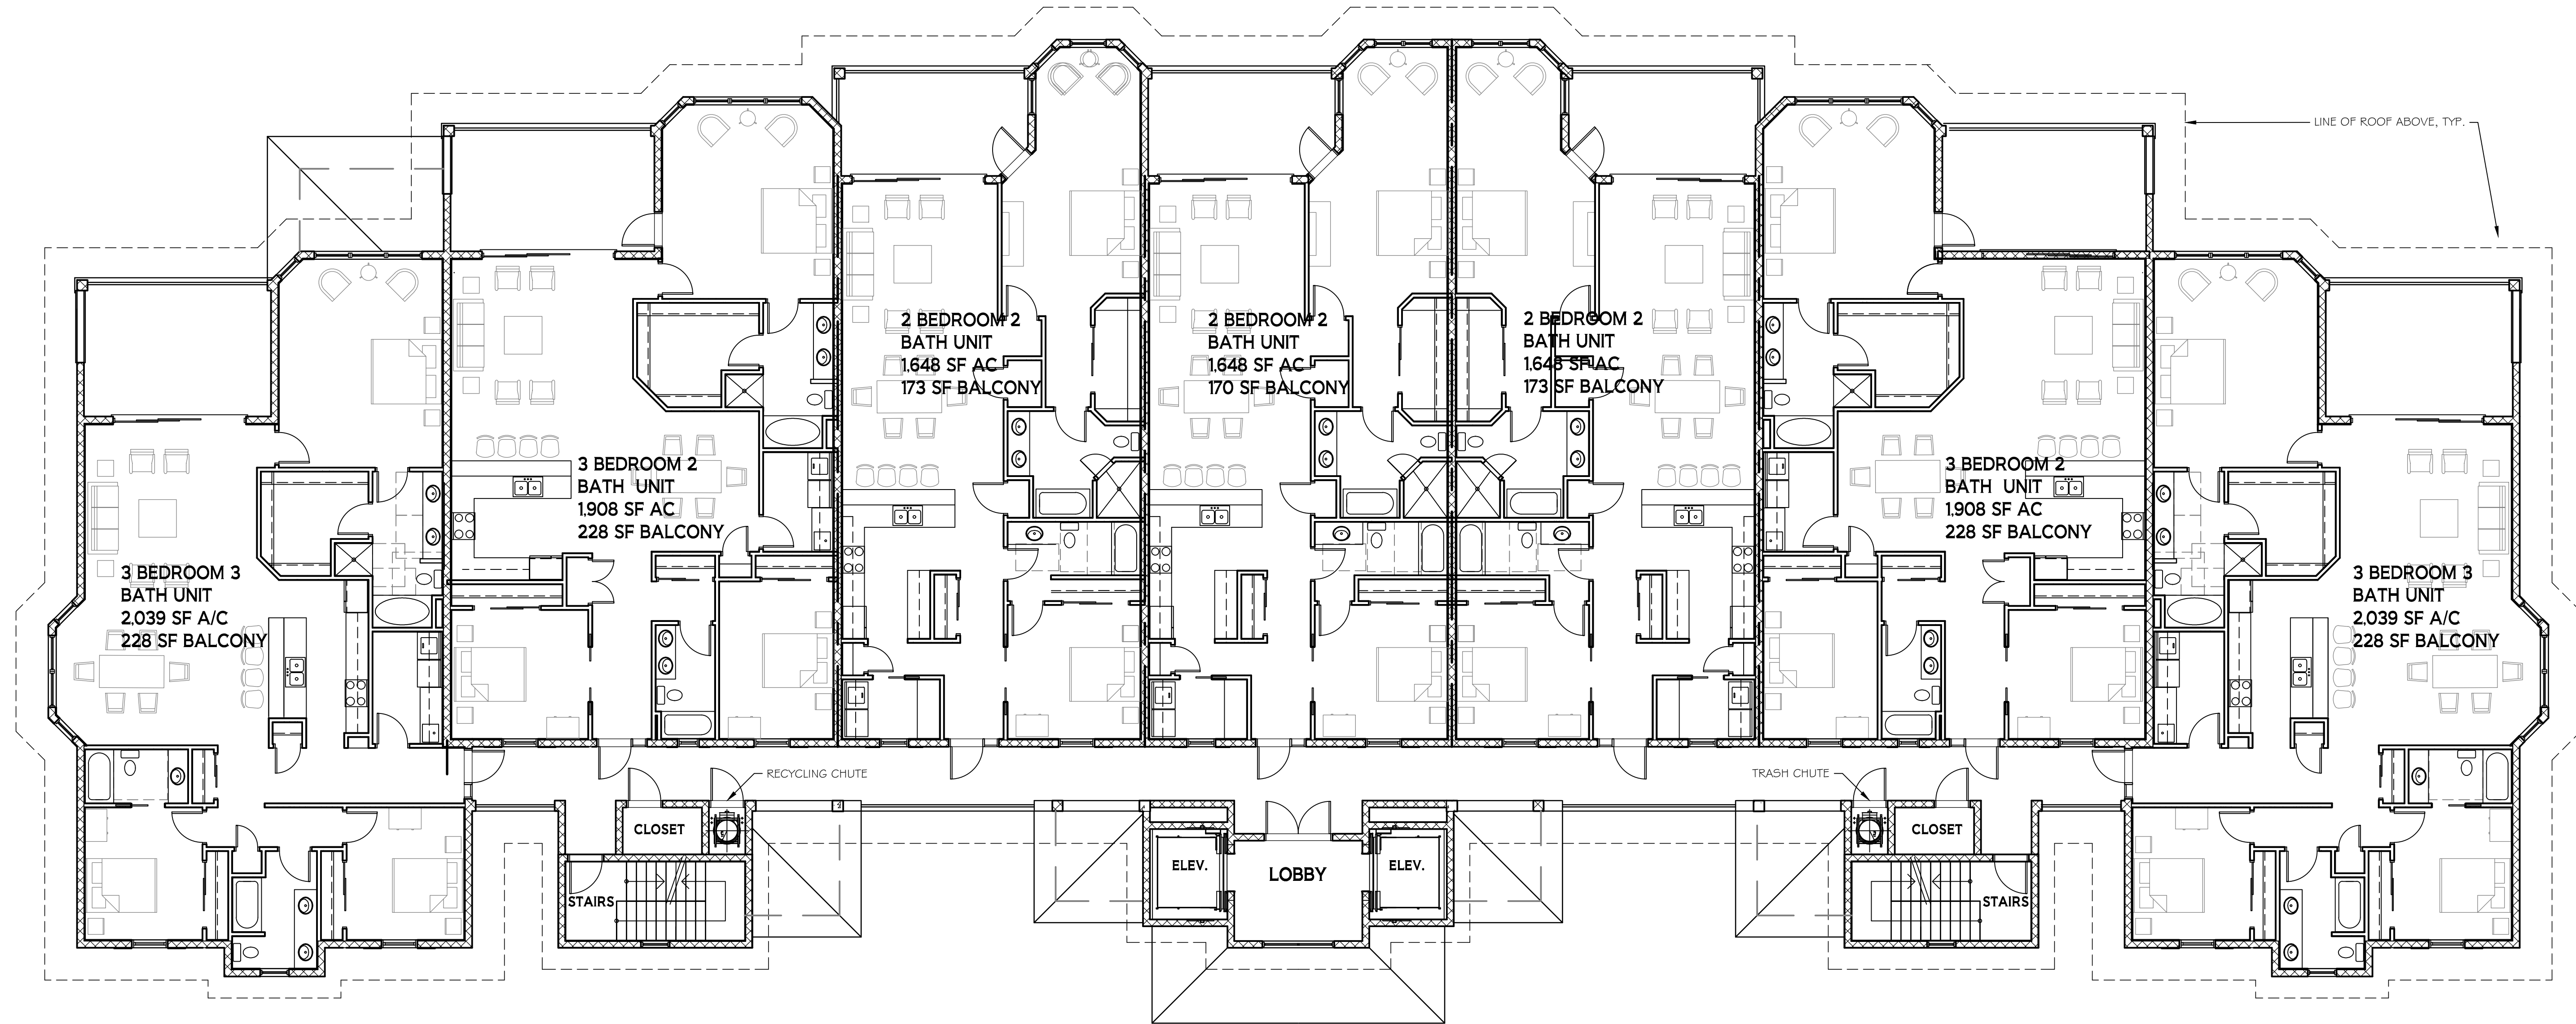 LINE OF ROOF ABOVE, TYP.
2 BEDROOM 2
BATH UNIT
1,648 SF AC
173 SF BALCONY
2 BEDROOM 2
BATH UNIT
1,648 SF AC
170 SF BALCONY
2 BEDROOM 2
BATH UNIT
1,648 SF AC
173 SF BALCONY
3 BEDROOM 2
BATH UNIT
1,908 SF AC
228 SF BALCONY
3 BEDROOM 2
BATH UNIT
1,908 SF AC
228 SF BALCONY
3 BEDROOM 3
BATH UNIT
2,039 SF A/C
228 SF BALCONY
3 BEDROOM 3
BATH UNIT
2,039 SF A/C
228 SF BALCONY
RECYCLING CHUTE
TRASH CHUTE
CLOSET
CLOSET
ELEV.
LOBBY
ELEV.
STAIRS
STAIRS